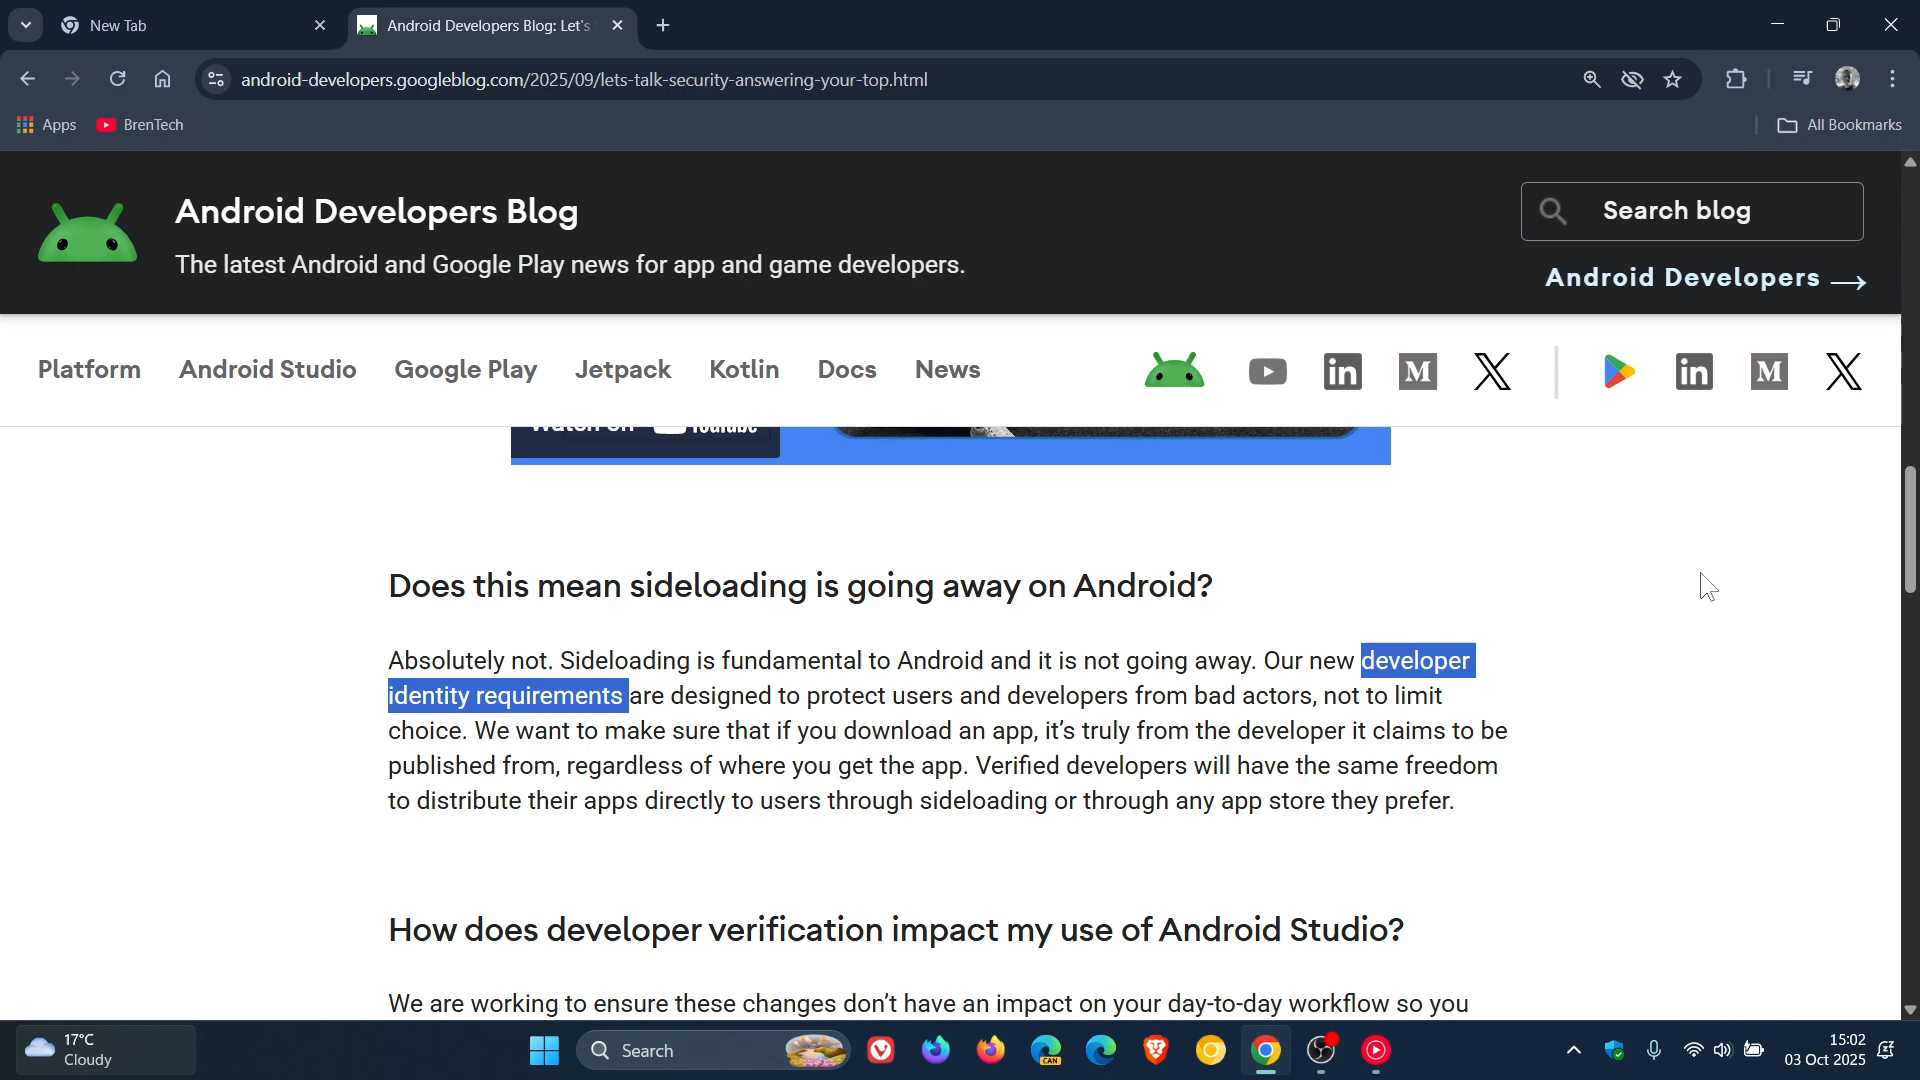 New Tab
Android Developers Blog: Let's
android-developers.googleblog.com/2025/09/lets-talk-security-answering-your-top.html
Apps
BrenTech
All Bookmarks
Android Developers Blog
The latest Android and Google Play news for app and game developers.
Search blog
Android Developers →
Platform Android Studio Google Play Jetpack Kotlin Docs News
Watch on YouTube
Does this mean sideloading is going away on Android?
Absolutely not. Sideloading is fundamental to Android and it is not going away. Our new developer
identity requirements are designed to protect users and developers from bad actors, not to limit
choice. We want to make sure that if you download an app, it’s truly from the developer it claims to be
published from, regardless of where you get the app. Verified developers will have the same freedom
to distribute their apps directly to users through sideloading or through any app store they prefer.
How does developer verification impact my use of Android Studio?
We are working to ensure these changes don’t have an impact on your day-to-day workflow so you
17°C
Cloudy
Search
CAN
15:02
03 Oct 2025